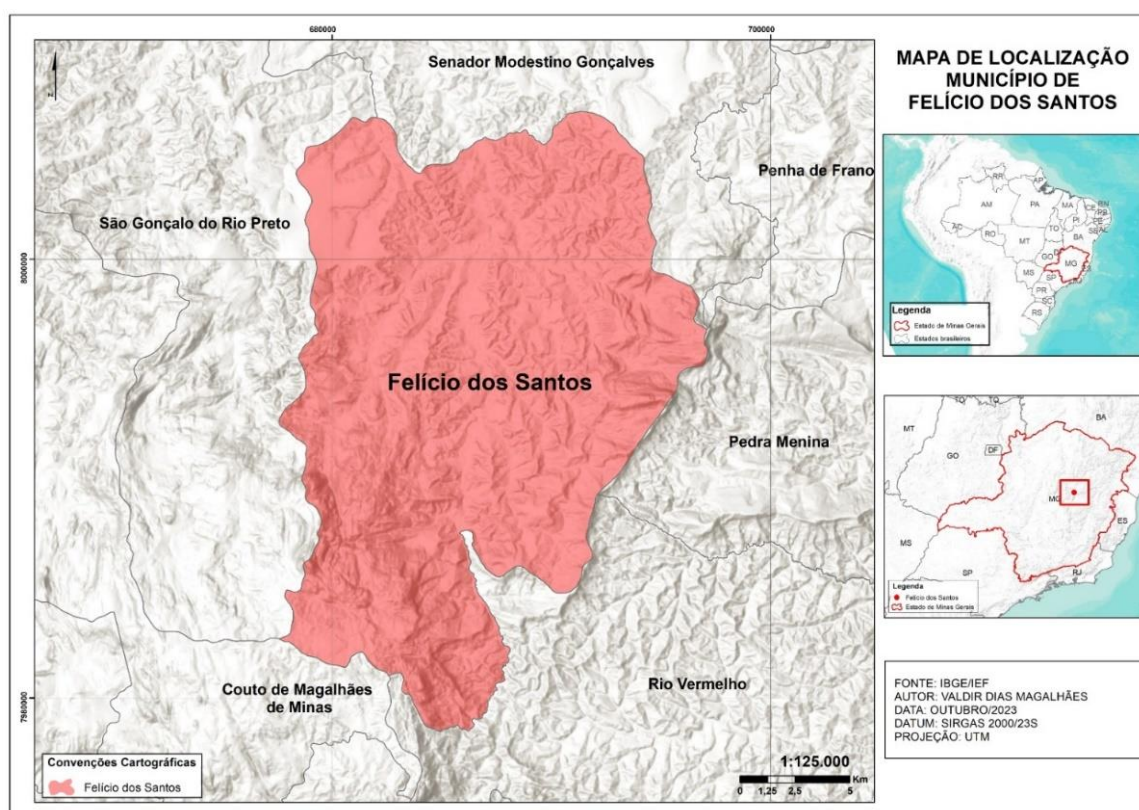 680000
700000
Senador Modestino Gonçalves
Penha de Frano
São Gonçalo do Rio Preto
8000000
Felício dos Santos
Pedra Menina
Couto de Magalhães
de Minas
Rio Vermelho
7980000
Convenções Cartográficas
Felício dos Santos
1:125.000
0 1,25 2,5 5
Km
MAPA DE LOCALIZAÇÃO
MUNICÍPIO DE
FELÍCIO DOS SANTOS
RR
AP
AM
PA
MA
CE
RN
PB
PE
AL
SE
PI
AC
RO
TO
BA
MT
GO
MG
MS
SP
PR
SC
RS
Legenda
Estado de Minas Gerais
Estados brasileiros
TO
TO
BA
MT
GO
DF
MG
ES
MS
SP
RJ
Legenda
Felício dos Santos
Estado de Minas Gerais
FONTE: IBGE/IEF
AUTOR: VALDIR DIAS MAGALHÃES
DATA: OUTUBRO/2023
DATUM: SIRGAS 2000/23S
PROJEÇÃO: UTM